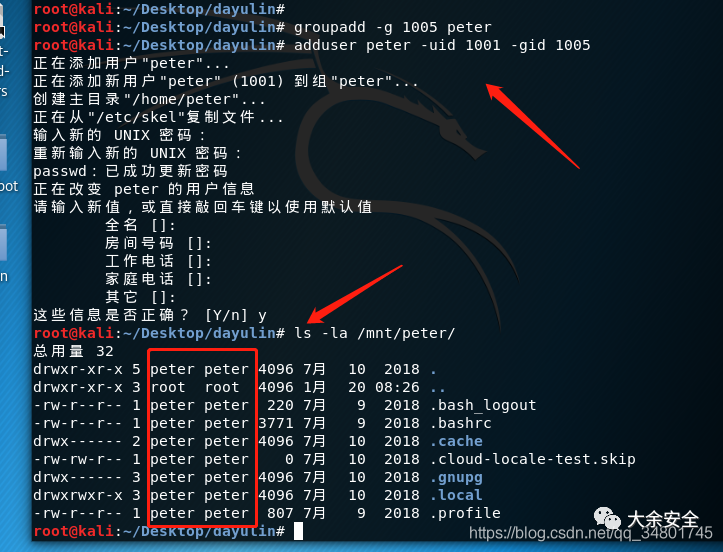 root@kali:~/Desktop/dayulin#
root@kali:~/Desktop/dayulin# groupadd -g 1005 peter
root@kali:~/Desktop/dayulin# adduser peter -uid 1001 -gid 1005
正在添加用户"peter"...
正在添加新用户"peter" (1001) 到组"peter"...
创建主目录"/home/peter"...
正在从"/etc/skel"复制文件...
输入新的 UNIX 密码：
重新输入新的 UNIX 密码：
passwd：已成功更新密码
正在改变 peter 的用户信息
请输入新值，或直接敲回车键以使用默认值
全名 []:
房间号码 []:
工作电话 []:
家庭电话 []:
其它 []:
这些信息是否正确？ [Y/n] y
root@kali:~/Desktop/dayulin# ls -la /mnt/peter/
总用量 32
drwxr-xr-x 5 peter peter 4096 7月 10 2018 .
drwxr-xr-x 3 root root 4096 1月 20 08:26 ..
-rw-r--r-- 1 peter peter 220 7月 9 2018 .bash_logout
-rw-r--r-- 1 peter peter 3771 7月 9 2018 .bashrc
drwx------ 2 peter peter 4096 7月 10 2018 .cache
-rw-rw-r-- 1 peter peter 0 7月 10 2018 .cloud-locale-test.skip
drwx------ 3 peter peter 4096 7月 10 2018 .gnupg
drwxrwxr-x 3 peter peter 4096 7月 10 2018 .local
-rw-r--r-- 1 peter peter 807 7月 9 2018 .profile
root@kali:~/Desktop/dayulin#
大余安全
https://blog.csdn.net/qq_34801745